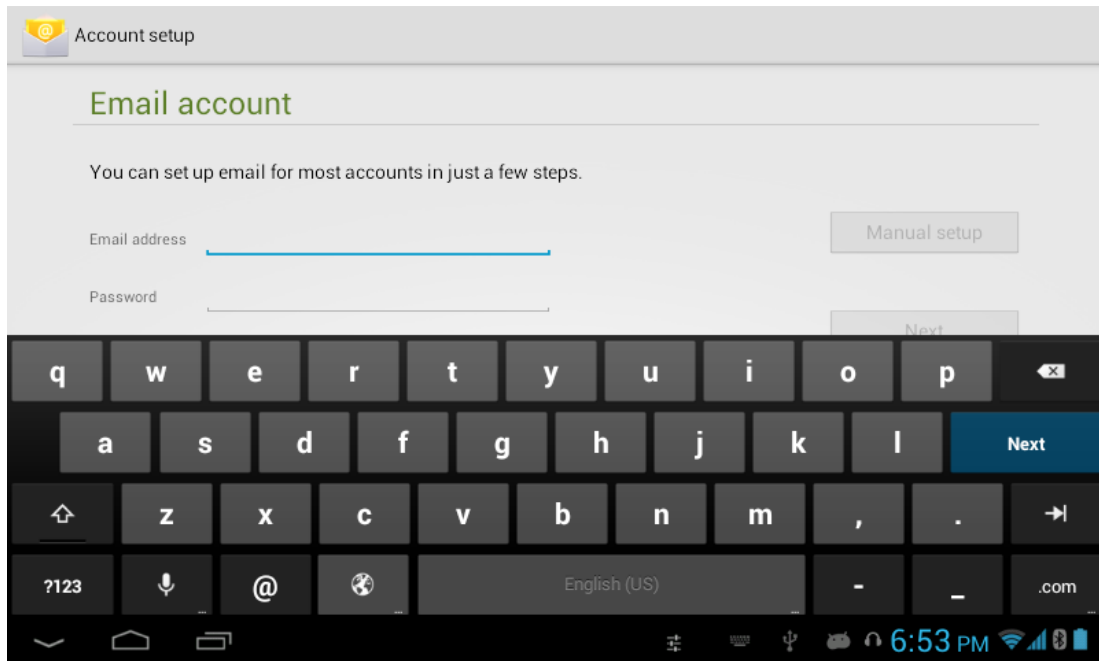 Account setup
Email account
You can set up email for most accounts in just a few steps.
Email address
Manual setup
Password
Next
q w e r t y u i o p
a s d f g h j k l Next
z x c v b n m , .
?123 @ English (US) - _ .com
6:53 PM